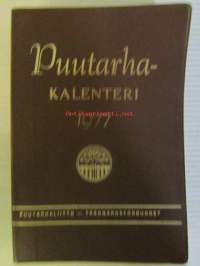 Puutarha-
KALENTERI
1977
PUUTARHALIITTO — TRÄDGÅRDSFÖRBUNDET